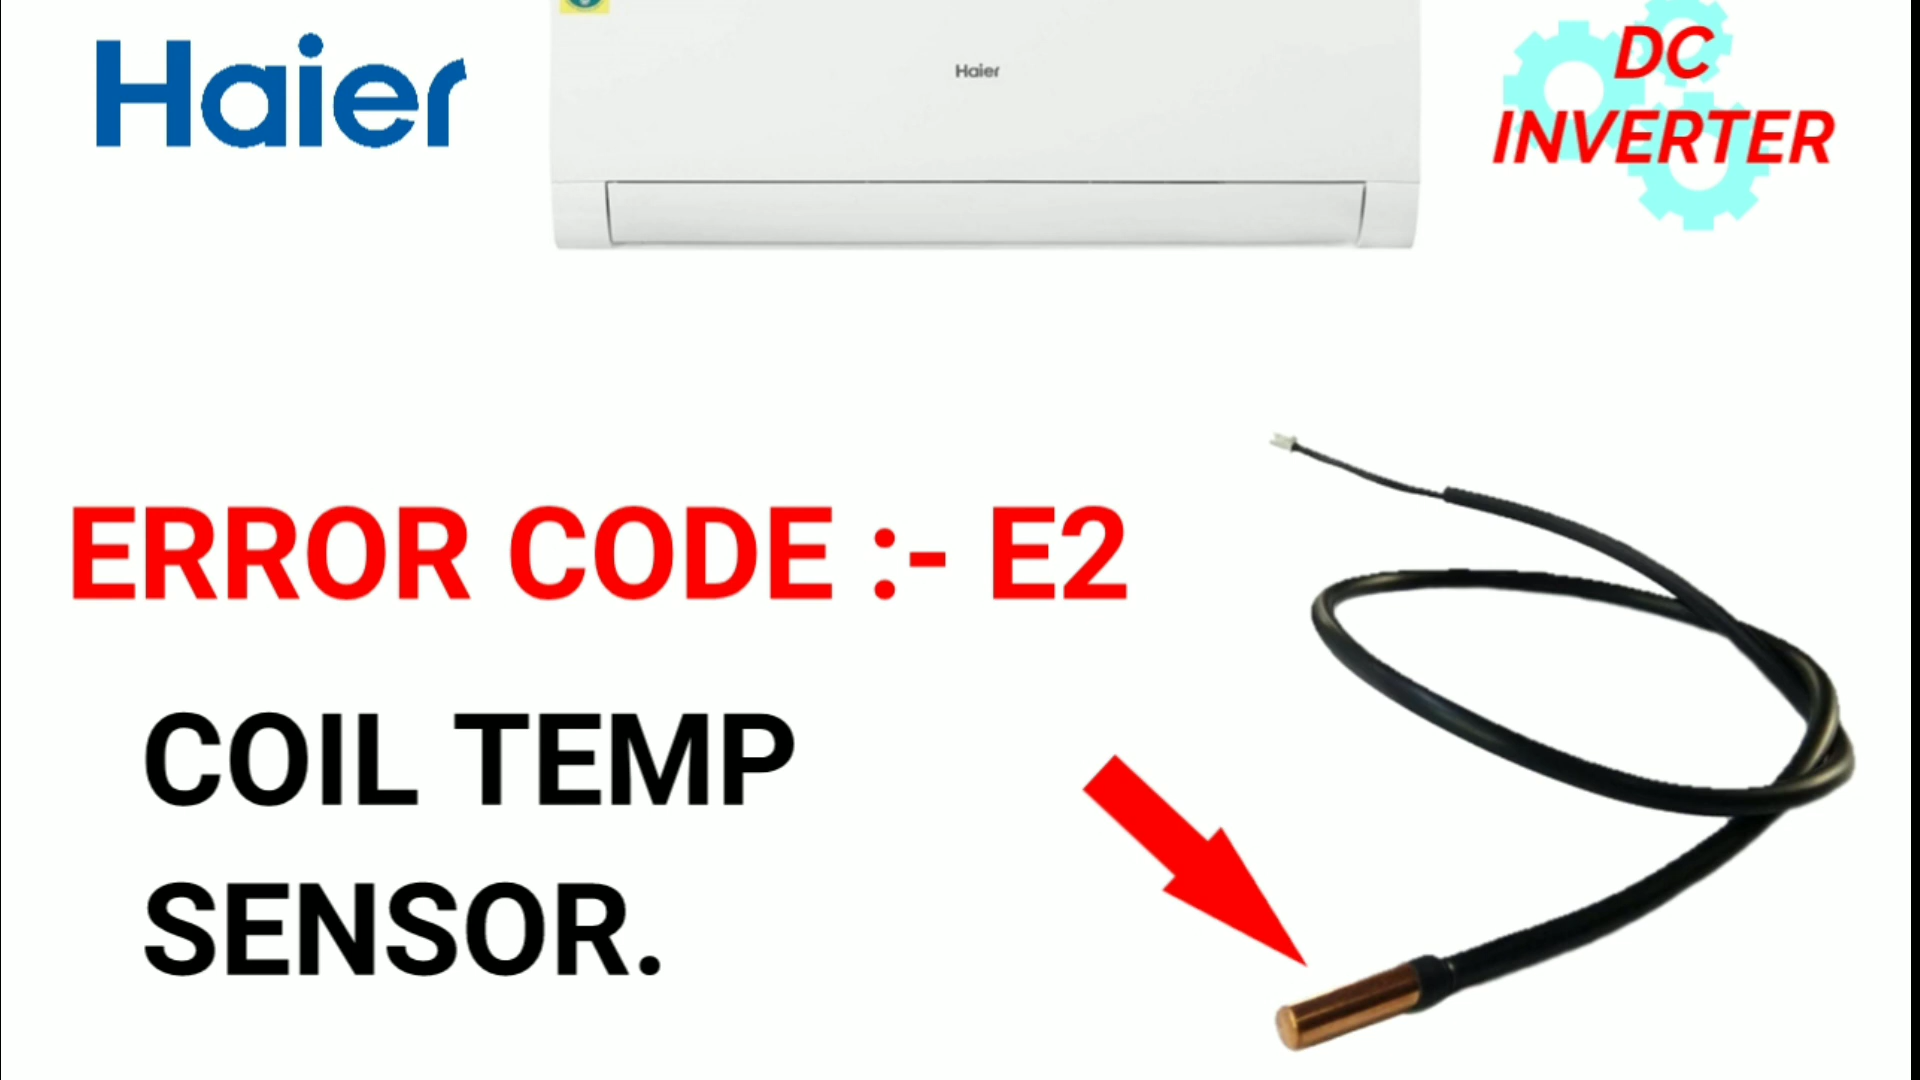 Haier
Haier
DC
INVERTER
ERROR CODE :- E2
COIL TEMP
SENSOR.